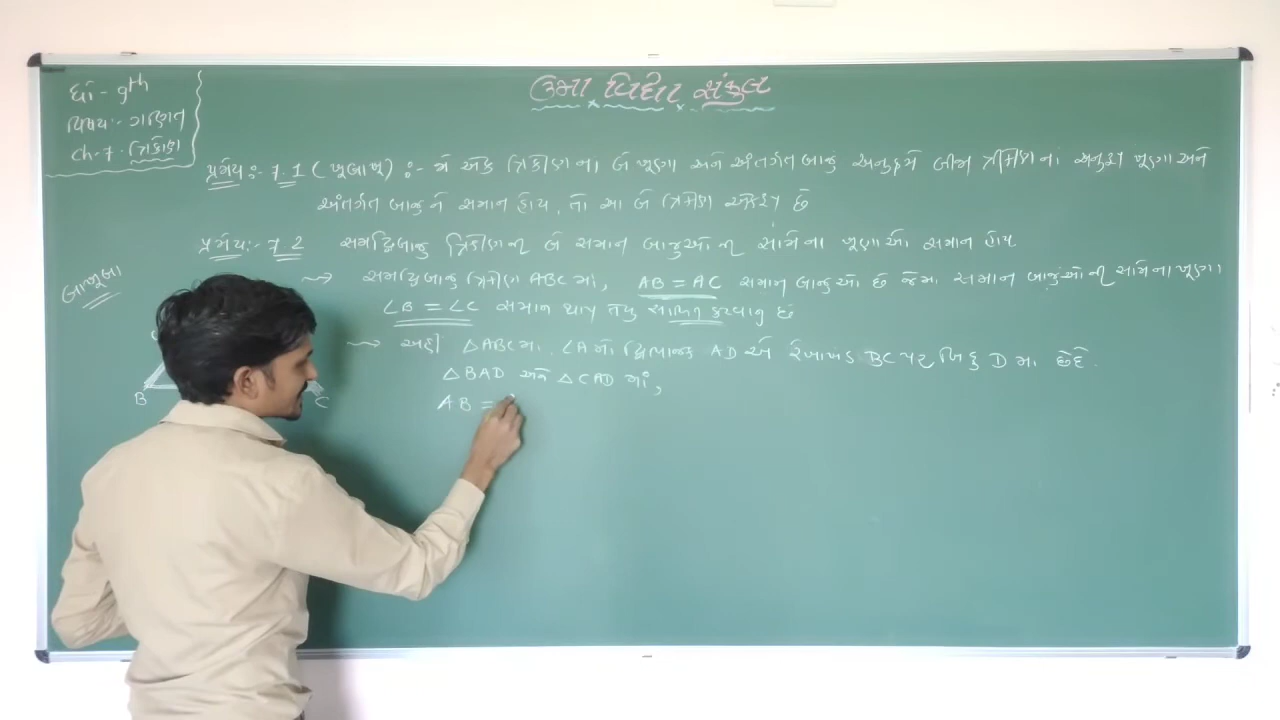 ઉમા વિદ્યા સંકુલ
ધો - 9th
વિષય:- ગણિત
ch-7. ત્રિકોણ
પ્રમેય:- 7.1 (ખૂબાખૂ) :- જો એક ત્રિકોણના બે ખૂણા અને અંતર્ગત બાજુ અનુક્રમે બીજા ત્રિકોણના અનુરૂપ ખૂણા અને
અંતર્ગત બાજુને સમાન હોય, તો આ બે ત્રિકોણ એકરૂપ છે
પ્રમેય:- 7.2 સમદ્વિબાજુ ત્રિકોણની બે સમાન બાજુઓની સામેના ખૂણાઓ સમાન હોય
બાખૂબા
સમદ્વિબાજુ ત્રિકોણ ABC માં, AB = AC સમાન બાજુઓ છે જેમા સમાન બાજુઓની સામેના ખૂણા
∠B = ∠C સમાન થાય તેવુ સાબિત કરવાનુ છે
અહી △ABC મા, ∠A નો દ્વિભાજક AD એ રેખાખંડ BC પર બિંદુ D મા છેદે.
△BAD અને △CAD માં,
AB =
B C